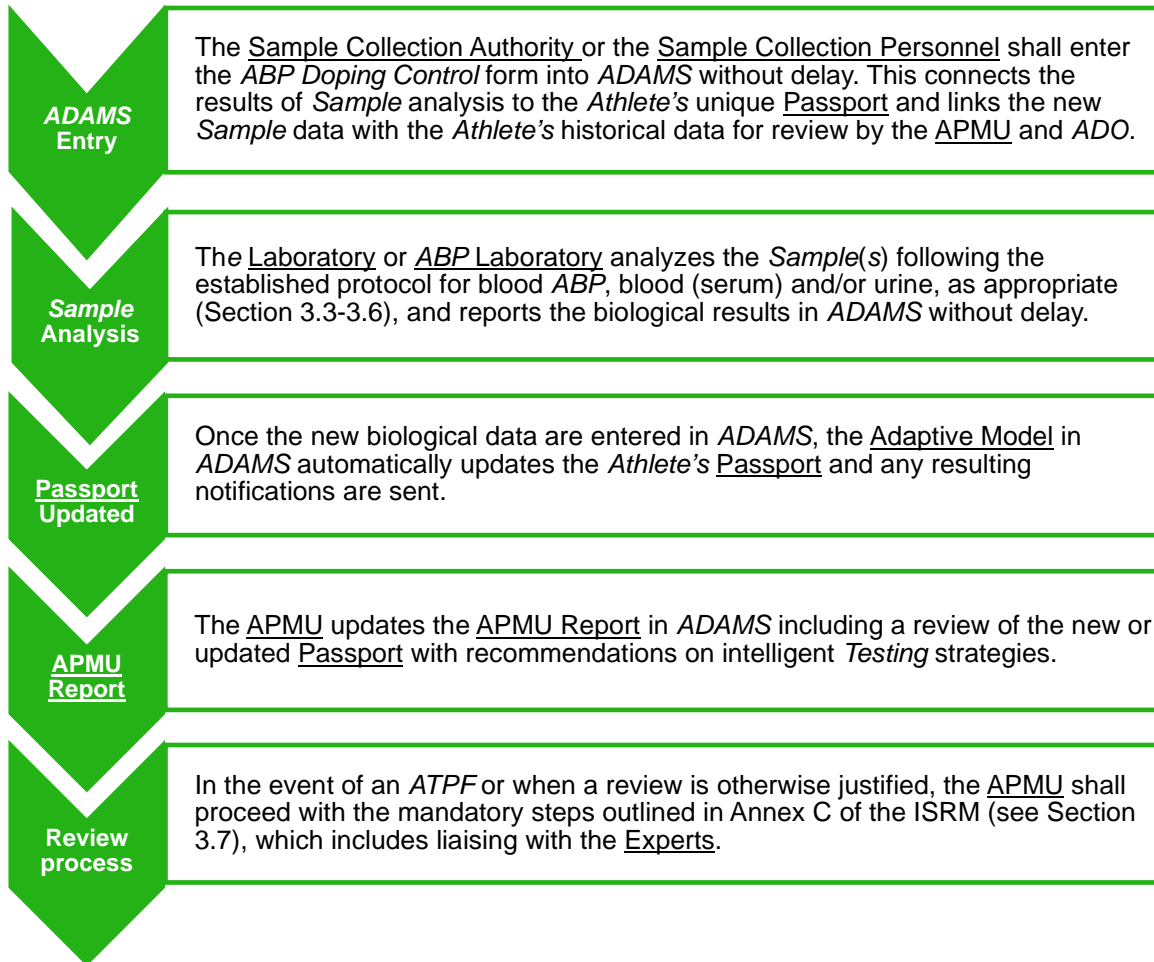 ADAMS
Entry
The Sample Collection Authority or the Sample Collection Personnel shall enter
the ABP Doping Control form into ADAMS without delay. This connects the
results of Sample analysis to the Athlete's unique Passport and links the new
Sample data with the Athlete's historical data for review by the APMU and ADO.
Sample
Analysis
The Laboratory or ABP Laboratory analyzes the Sample(s) following the
established protocol for blood ABP, blood (serum) and/or urine, as appropriate
(Section 3.3-3.6), and reports the biological results in ADAMS without delay.
Passport
Updated
Once the new biological data are entered in ADAMS, the Adaptive Model in
ADAMS automatically updates the Athlete's Passport and any resulting
notifications are sent.
APMU
Report
The APMU updates the APMU Report in ADAMS including a review of the new or
updated Passport with recommendations on intelligent Testing strategies.
Review
process
In the event of an ATPF or when a review is otherwise justified, the APMU shall
proceed with the mandatory steps outlined in Annex C of the ISRM (see Section
3.7), which includes liaising with the Experts.